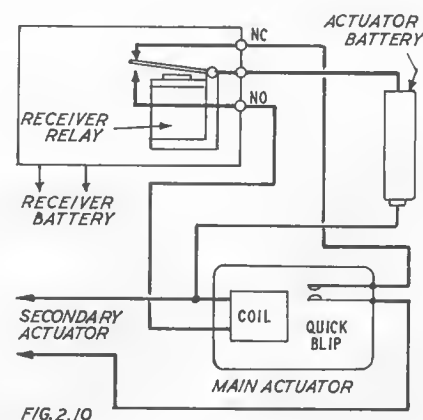 ACTUATOR
BATTERY
NC
RECEIVER
RELAY
NO
RECEIVER
BATTERY
SECONDARY
ACTUATOR
COIL
QUICK
BLIP
MAIN ACTUATOR
FIG. 2.10